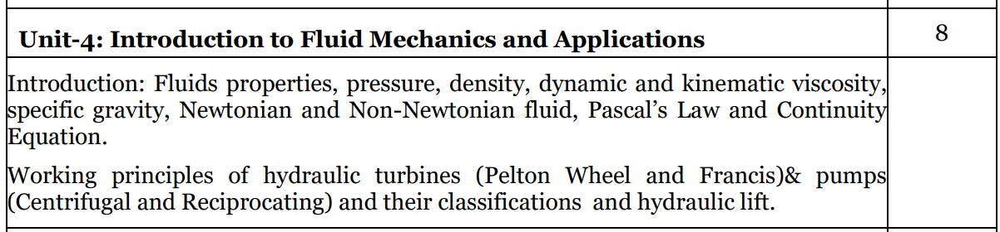 Unit-4: Introduction to Fluid Mechanics and Applications
8
Introduction: Fluids properties, pressure, density, dynamic and kinematic viscosity,
specific gravity, Newtonian and Non-Newtonian fluid, Pascal’s Law and Continuity
Equation.
Working principles of hydraulic turbines (Pelton Wheel and Francis)& pumps
(Centrifugal and Reciprocating) and their classifications  and hydraulic lift.